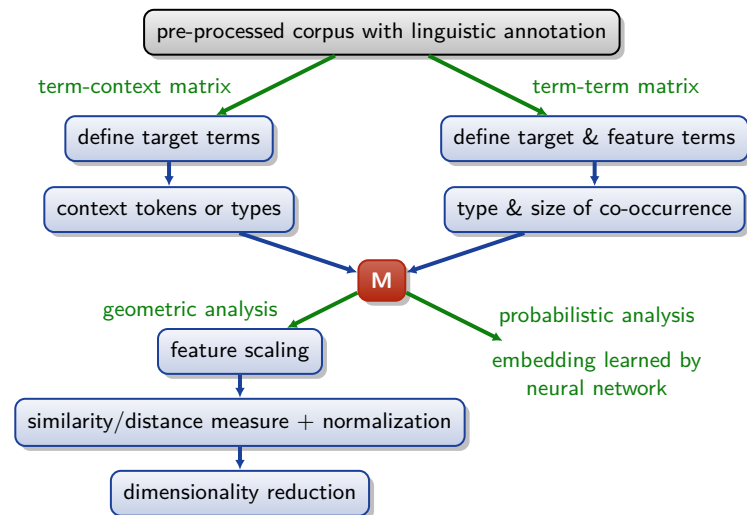 pre-processed corpus with linguistic annotation
term-context matrix
term-term matrix
define target terms
define target & feature terms
context tokens or types
type & size of co-occurrence
M
geometric analysis
probabilistic analysis
feature scaling
embedding learned by
neural network
similarity/distance measure + normalization
dimensionality reduction